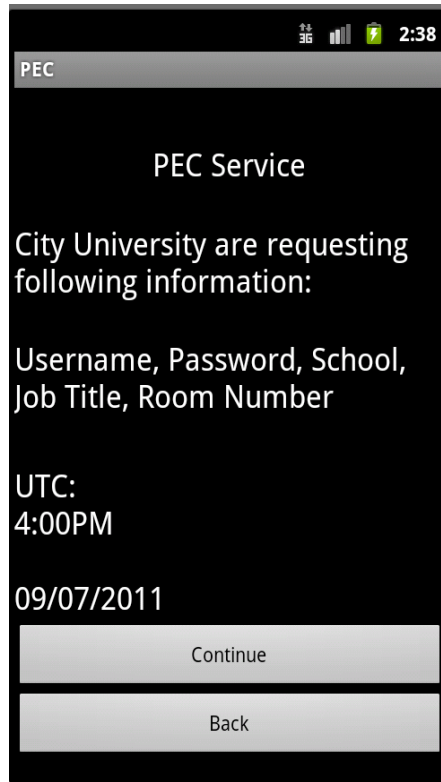 3G 2:38
PEC
PEC Service
City University are requesting
following information:
Username, Password, School,
Job Title, Room Number
UTC:
4:00PM
09/07/2011
Continue
Back